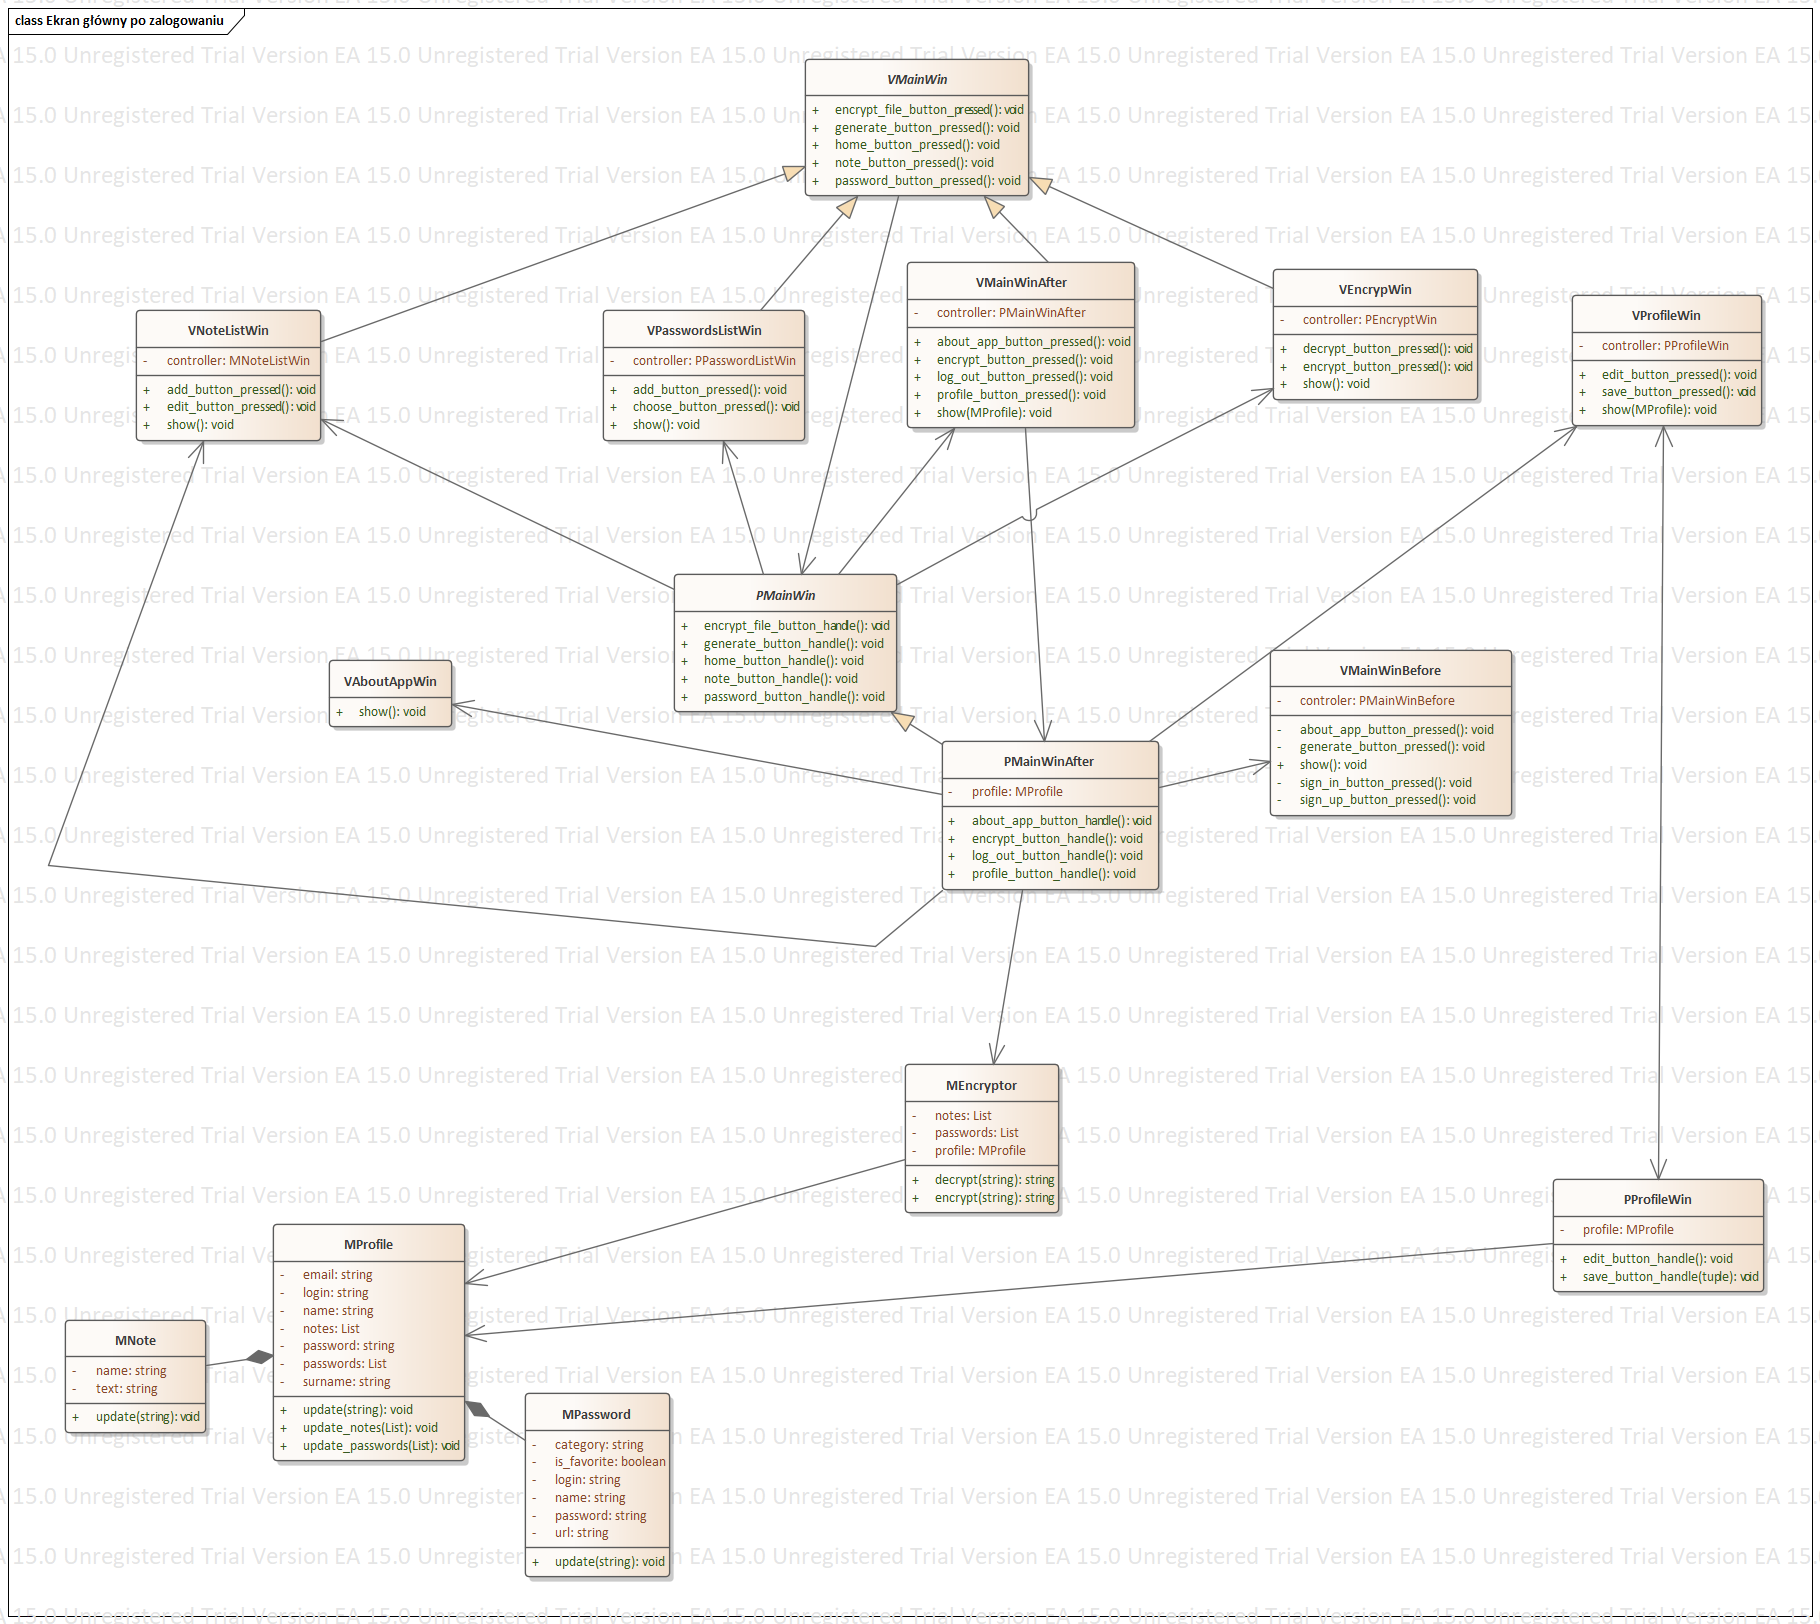 class Ekran główny po zalogowaniu
EA 15.0 Unregistered Trial Version
VMainWin
+ encrypt_file_button_pressed(): void
+ generate_button_pressed(): void
+ home_button_pressed(): void
+ note_button_pressed(): void
+ password_button_pressed(): void
VNoteListWin
- controller: MNoteListWin
+ add_button_pressed(): void
+ edit_button_pressed(): void
+ show(): void
VPasswordsListWin
- controller: PPasswordListWin
+ add_button_pressed(): void
+ choose_button_pressed(): void
+ show(): void
VMainWinAfter
- controller: PMainWinAfter
+ about_app_button_pressed(): void
+ encrypt_button_pressed(): void
+ log_out_button_pressed(): void
+ profile_button_pressed(): void
+ show(MProfile): void
VEncrypWin
- controller: PEncryptWin
+ decrypt_button_pressed(): void
+ encrypt_button_pressed(): void
+ show(): void
VProfileWin
- controller: PProfileWin
+ edit_button_pressed(): void
+ save_button_pressed(): void
+ show(MProfile): void
PMainWin
+ encrypt_file_button_handle(): void
+ generate_button_handle(): void
+ home_button_handle(): void
+ note_button_handle(): void
+ password_button_handle(): void
VAboutAppWin
+ show(): void
VMainWinBefore
- controler: PMainWinBefore
- about_app_button_pressed(): void
- generate_button_pressed(): void
+ show(): void
- sign_in_button_pressed(): void
- sign_up_button_pressed(): void
PMainWinAfter
- profile: MProfile
+ about_app_button_handle(): void
+ encrypt_button_handle(): void
+ log_out_button_handle(): void
+ profile_button_handle(): void
MEncryptor
- notes: List
- passwords: List
- profile: MProfile
+ decrypt(string): string
+ encrypt(string): string
PProfileWin
- profile: MProfile
+ edit_button_handle(): void
+ save_button_handle(tuple): void
MProfile
- email: string
- login: string
- name: string
- notes: List
- password: string
- passwords: List
- surname: string
+ update(string): void
+ update_notes(List): void
+ update_passwords(List): void
MNote
- name: string
- text: string
+ update(string): void
MPassword
- category: string
- is_favorite: boolean
- login: string
- name: string
- password: string
- url: string
+ update(string): void